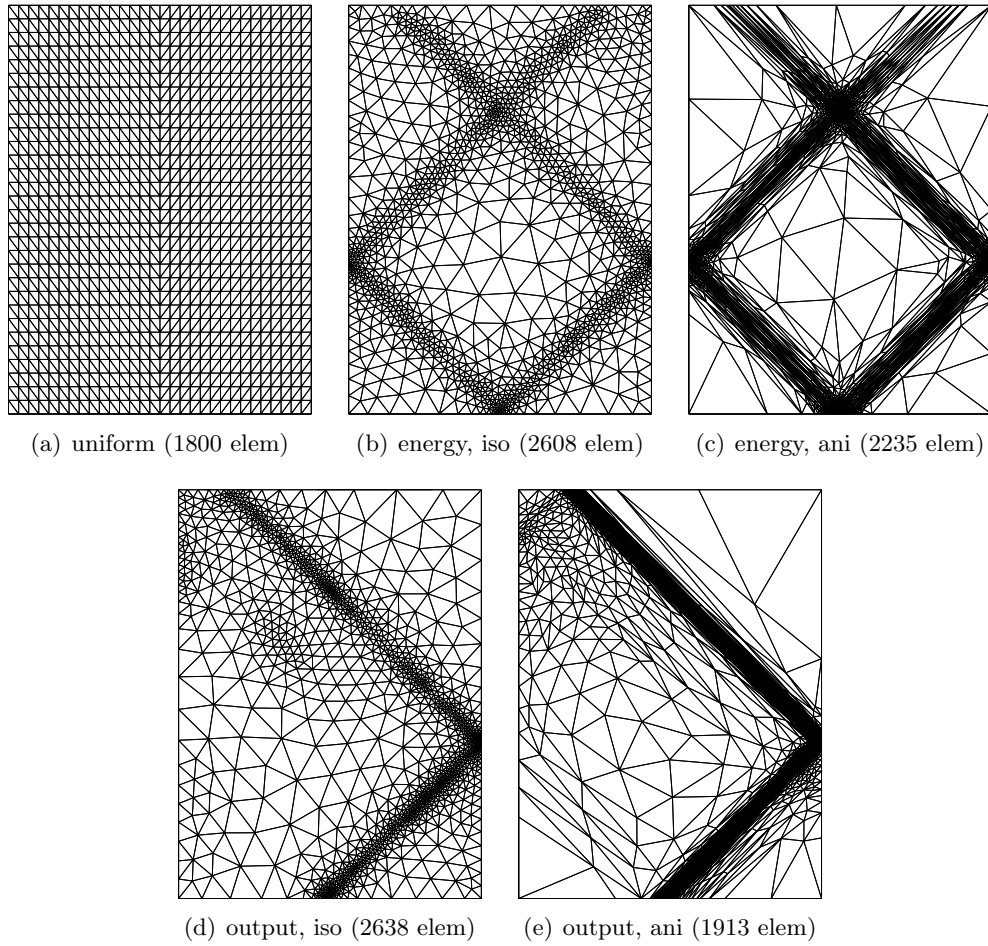 (a) uniform (1800 elem)
(b) energy, iso (2608 elem)
(c) energy, ani (2235 elem)
(d) output, iso (2638 elem)
(e) output, ani (1913 elem)